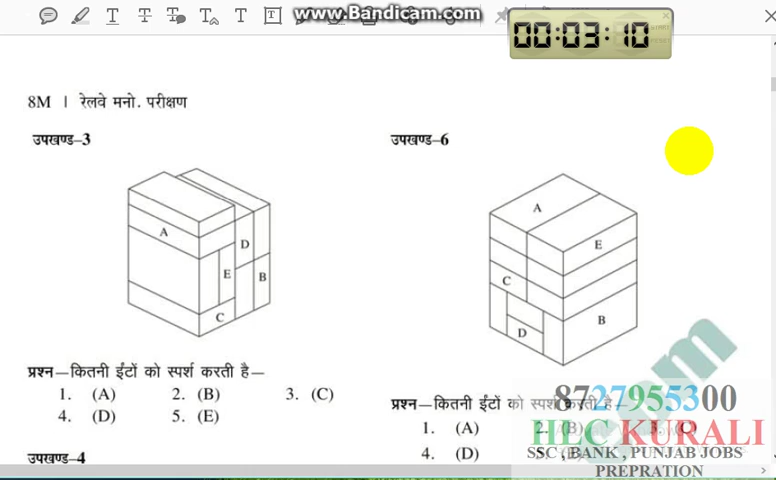 www.Bandicam.com
00:03:10
8M | रेलवे मनो. परीक्षण
उपखण्ड–3
A
D
E
B
C
प्रश्न–कितनी ईंटों को स्पर्श करती है–
1. (A) 2. (B) 3. (C)
4. (D) 5. (E)
उपखण्ड–4
उपखण्ड–6
A
E
C
B
D
प्रश्न–कितनी ईंटों को स्पर्श करती है–
1. (A) 2. (B) 3. (C)
4. (D)
8727955300
HLC KURALI
SSC , BANK , PUNJAB JOBS
PREPRATION